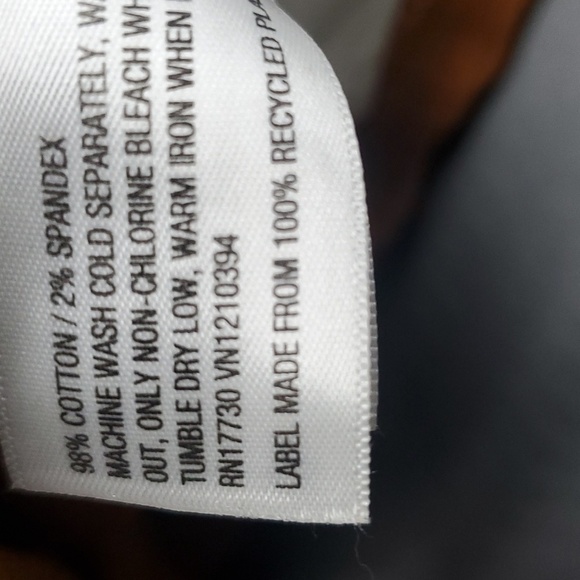 98% COTTON / 2% SPANDEX
MACHINE WASH COLD SEPARATELY,
OUT, ONLY NON-CHLORINE BLEACH
TUMBLE DRY LOW, WARM IRON WHEN
RN17730 VN1210394
LABEL MADE FROM 100% RECYCLED